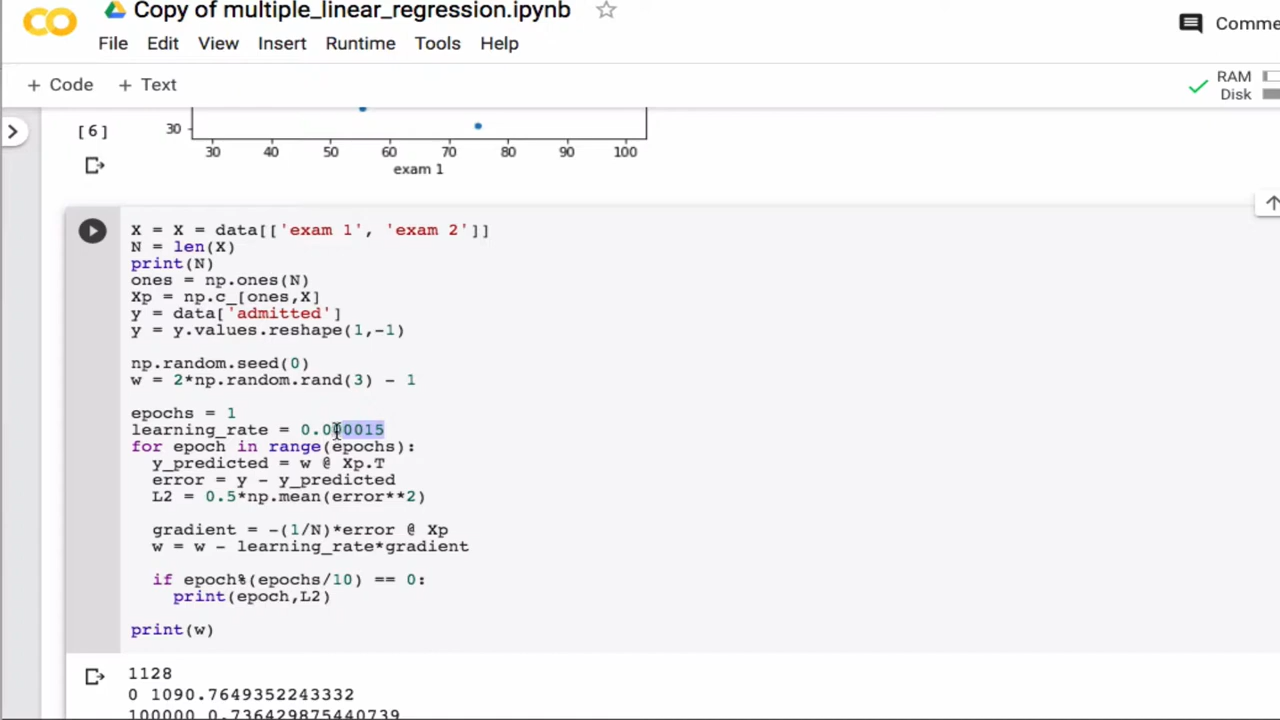 Copy of multiple_linear_regression.ipynb
Comme
File Edit View Insert Runtime Tools Help
+ Code + Text
RAM
Disk
[6]
30
30 40 50 60 70 80 90 100
exam 1
X = X = data[['exam 1', 'exam 2']]
N = len(X)
print(N)
ones = np.ones(N)
Xp = np.c_[ones,X]
y = data['admitted']
y = y.values.reshape(1,-1)
np.random.seed(0)
w = 2*np.random.rand(3) - 1
epochs = 1
learning_rate = 0.000015
for epoch in range(epochs):
y_predicted = w @ Xp.T
error = y - y_predicted
L2 = 0.5*np.mean(error**2)
gradient = -(1/N)*error @ Xp
w = w - learning_rate*gradient
if epoch%(epochs/10) == 0:
print(epoch,L2)
print(w)
1128
0 1090.7649352243332
100000 0.736429875440739